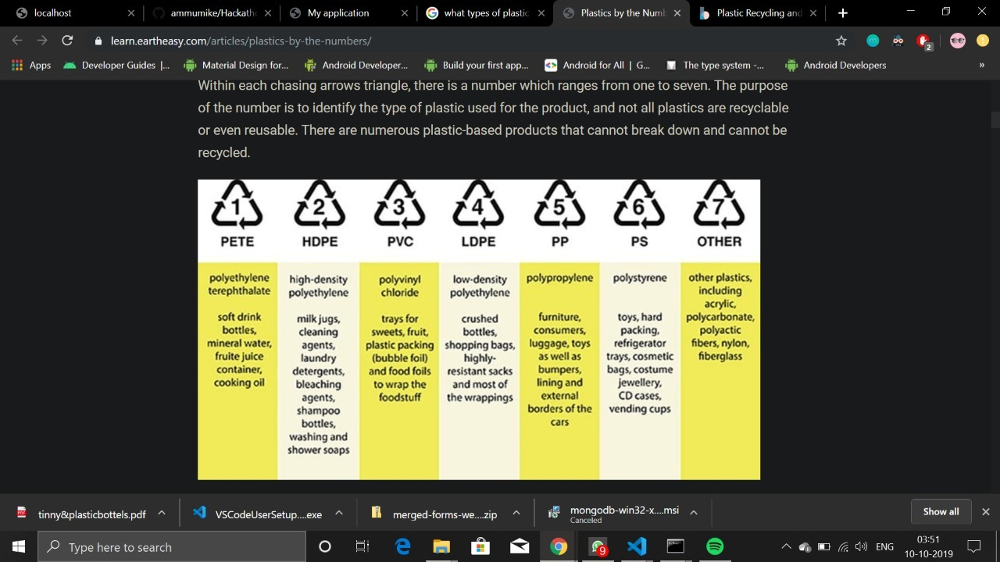 localhost
ammumike/Hackath
My application
what types of plastic
Plastics by the Num
Plastic Recycling and
learn.eartheasy.com/articles/plastics-by-the-numbers/
2
Apps
Developer Guides |...
Material Design for...
Android Developer...
Build your first app...
Android for All | G...
The type system -...
Android Developers
»
Within each chasing arrows triangle, there is a number which ranges from one to seven. The purpose
of the number is to identify the type of plastic used for the product, and not all plastics are recyclable
or even reusable. There are numerous plastic-based products that cannot break down and cannot be
recycled.
1
PETE
polyethylene
terephthalate
soft drink
bottles,
mineral water,
fruite juice
container,
cooking oil
2
HDPE
high-density
polyethylene
milk jugs,
cleaning
agents,
laundry
detergents,
bleaching
agents,
shampoo
bottles,
washing and
shower soaps
3
PVC
polyvinyl
chloride
trays for
sweets, fruit,
plastic packing
(bubble foil)
and food foils
to wrap the
foodstuff
4
LDPE
low-density
polyethylene
crushed
bottles,
shopping bags,
highly-
resistant sacks
and most of
the wrappings
5
PP
polypropylene
furniture,
consumers,
luggage, toys
as well as
bumpers,
lining and
external
borders of the
cars
6
PS
polystyrene
toys, hard
packing,
refrigerator
trays, cosmetic
bags, costume
jewellery,
CD cases,
vending cups
7
OTHER
other plastics,
including
acrylic,
polycarbonate,
polyactic
fibers, nylon,
fiberglass
tinny&plasticbottels.pdf
VSCodeUserSetup....exe
merged-forms-we....zip
mongodb-win32-x....msi
Canceled
Show all
Type here to search
9
ENG
03:51
10-10-2019